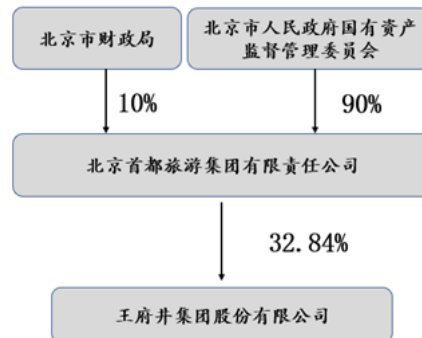 北京市财政局
北京市人民政府国有资产
监督管理委员会
10%
90%
北京首都旅游集团有限责任公司
32.84%
王府井集团股份有限公司